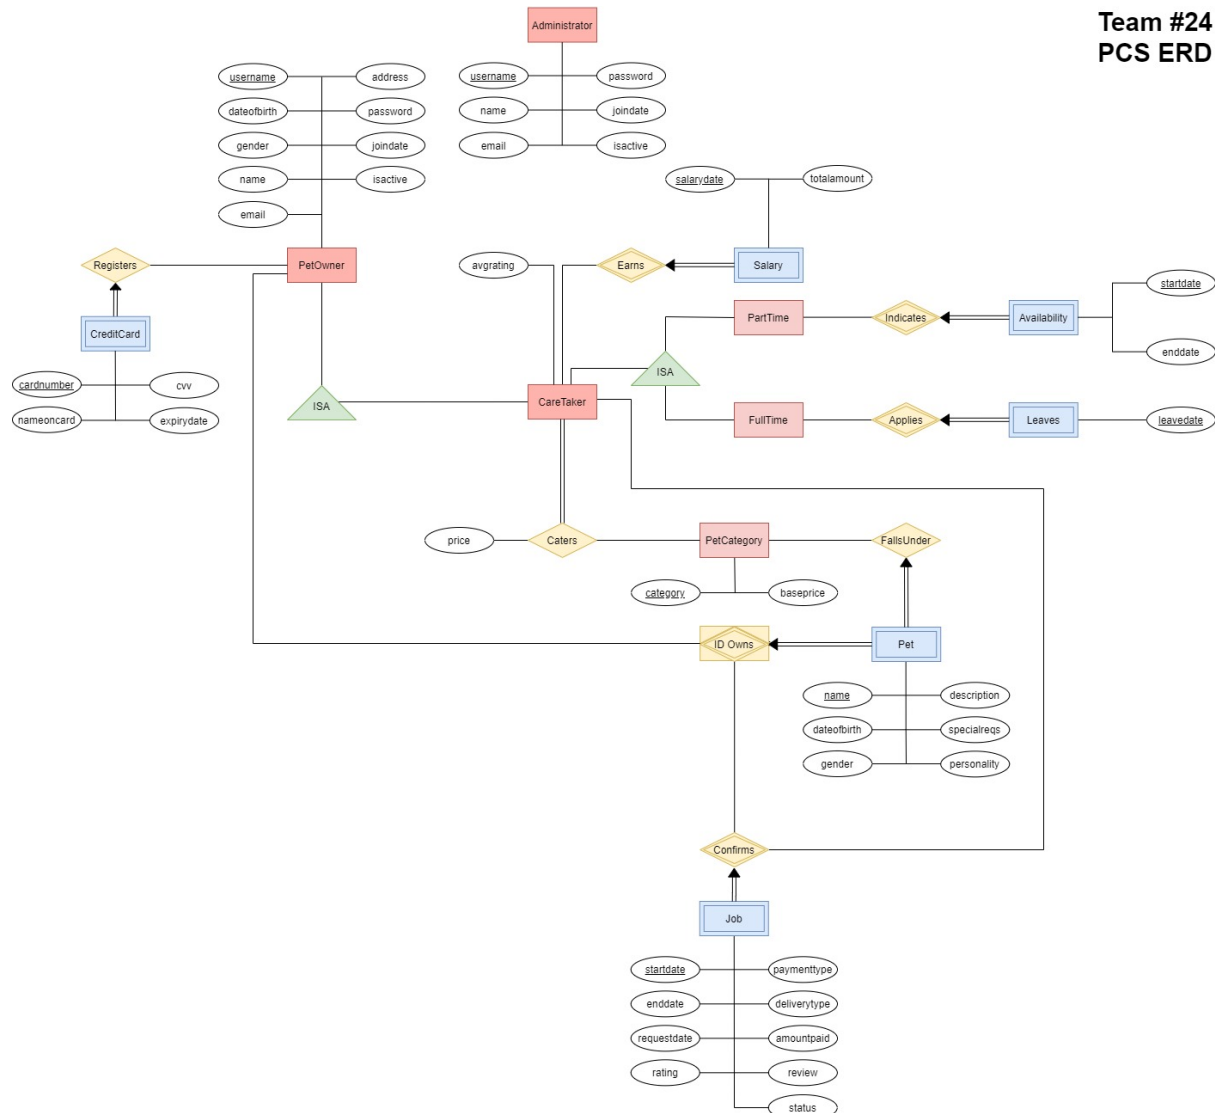 Team #24
PCS ERD
Administrator
username
address
username
password
dateofbirth
password
name
joindate
gender
joindate
email
isactive
name
isactive
salarydate
totalamount
email
Registers
PetOwner
avgrating
Earns
Salary
startdate
PartTime
Indicates
Availability
CreditCard
enddate
ISA
cardnumber
cvv
ISA
CareTaker
nameoncard
expirydate
FullTime
Applies
Leaves
leavedate
price
Caters
PetCategory
FallsUnder
category
baseprice
ID Owns
Pet
name
description
dateofbirth
specialreqs
gender
personality
Confirms
Job
startdate
paymenttype
enddate
deliverytype
requestdate
amountpaid
rating
review
status